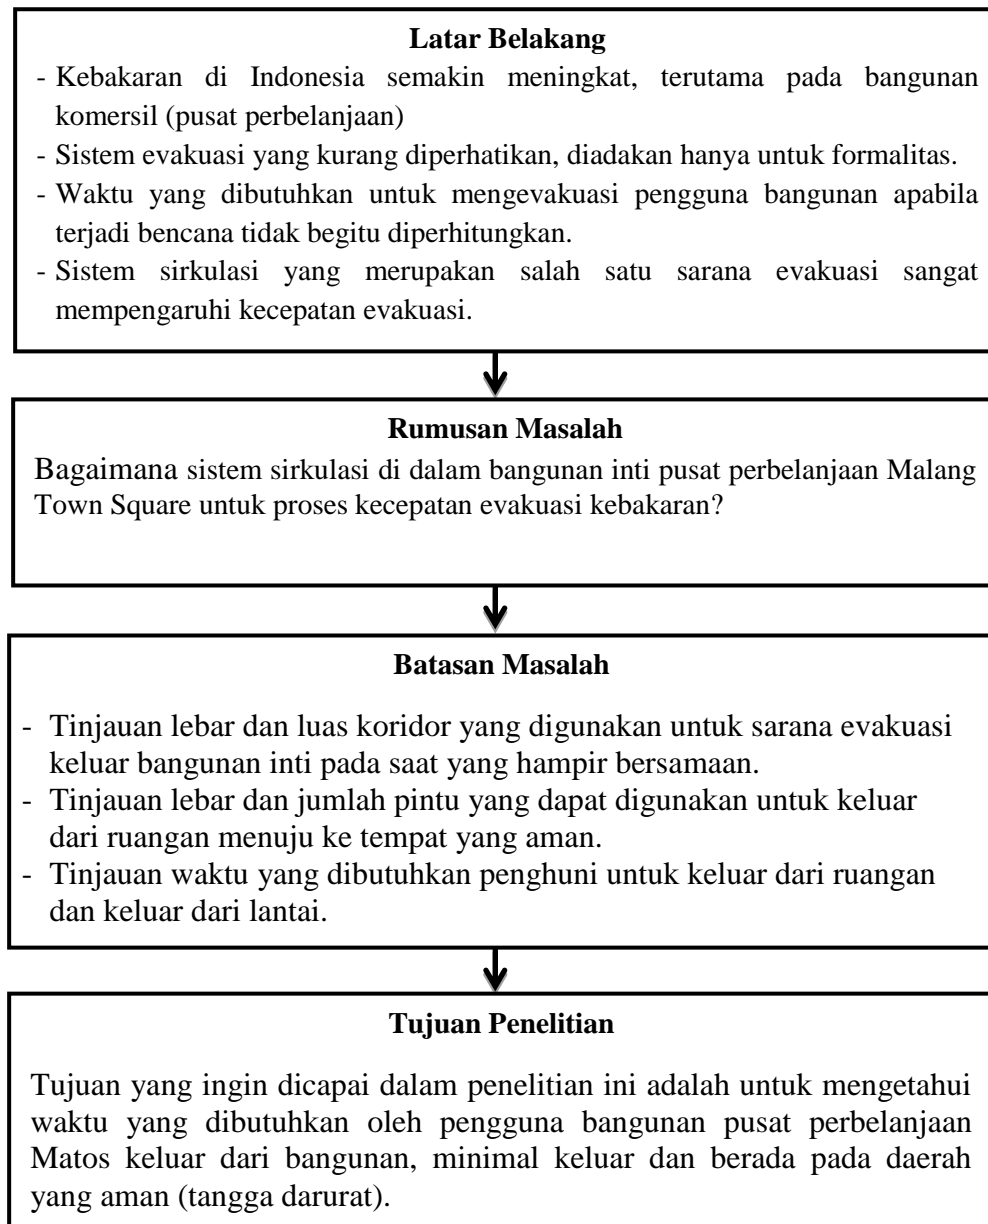 Latar Belakang
- Kebakaran di Indonesia semakin meningkat, terutama pada bangunan
komersil (pusat perbelanjaan)
- Sistem evakuasi yang kurang diperhatikan, diadakan hanya untuk formalitas.
- Waktu yang dibutuhkan untuk mengevakuasi pengguna bangunan apabila
terjadi bencana tidak begitu diperhitungkan.
- Sistem sirkulasi yang merupakan salah satu sarana evakuasi sangat
mempengaruhi kecepatan evakuasi.
Rumusan Masalah
Bagaimana sistem sirkulasi di dalam bangunan inti pusat perbelanjaan Malang
Town Square untuk proses kecepatan evakuasi kebakaran?
Batasan Masalah
- Tinjauan lebar dan luas koridor yang digunakan untuk sarana evakuasi
keluar bangunan inti pada saat yang hampir bersamaan.
- Tinjauan lebar dan jumlah pintu yang dapat digunakan untuk keluar
dari ruangan menuju ke tempat yang aman.
- Tinjauan waktu yang dibutuhkan penghuni untuk keluar dari ruangan
dan keluar dari lantai.
Tujuan Penelitian
Tujuan yang ingin dicapai dalam penelitian ini adalah untuk mengetahui
waktu yang dibutuhkan oleh pengguna bangunan pusat perbelanjaan
Matos keluar dari bangunan, minimal keluar dan berada pada daerah
yang aman (tangga darurat).